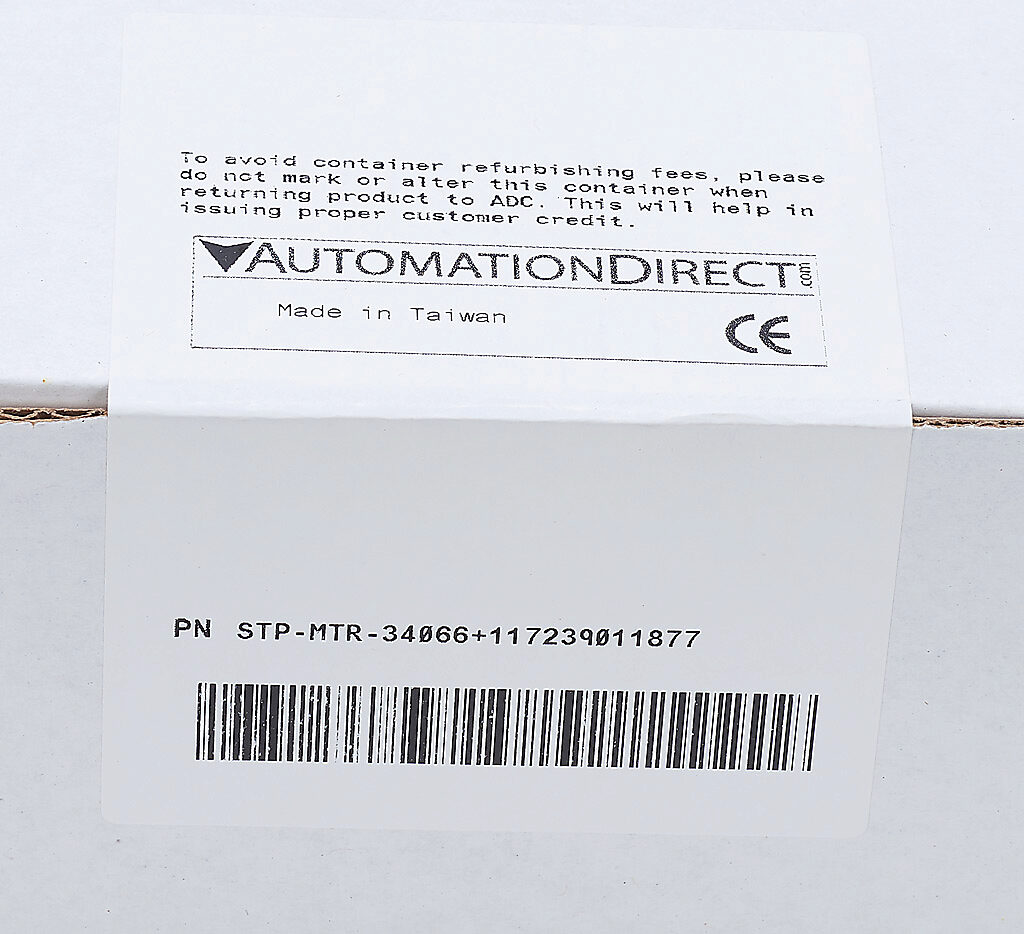 To avoid container refurbishing fees, please
do not mark or alter this container when
returning product to ADC. This will help in
issuing proper customer credit.
AUTOMATIONDIRECT.com
Made in Taiwan
CE
PN STP-MTR-34066+117239011877